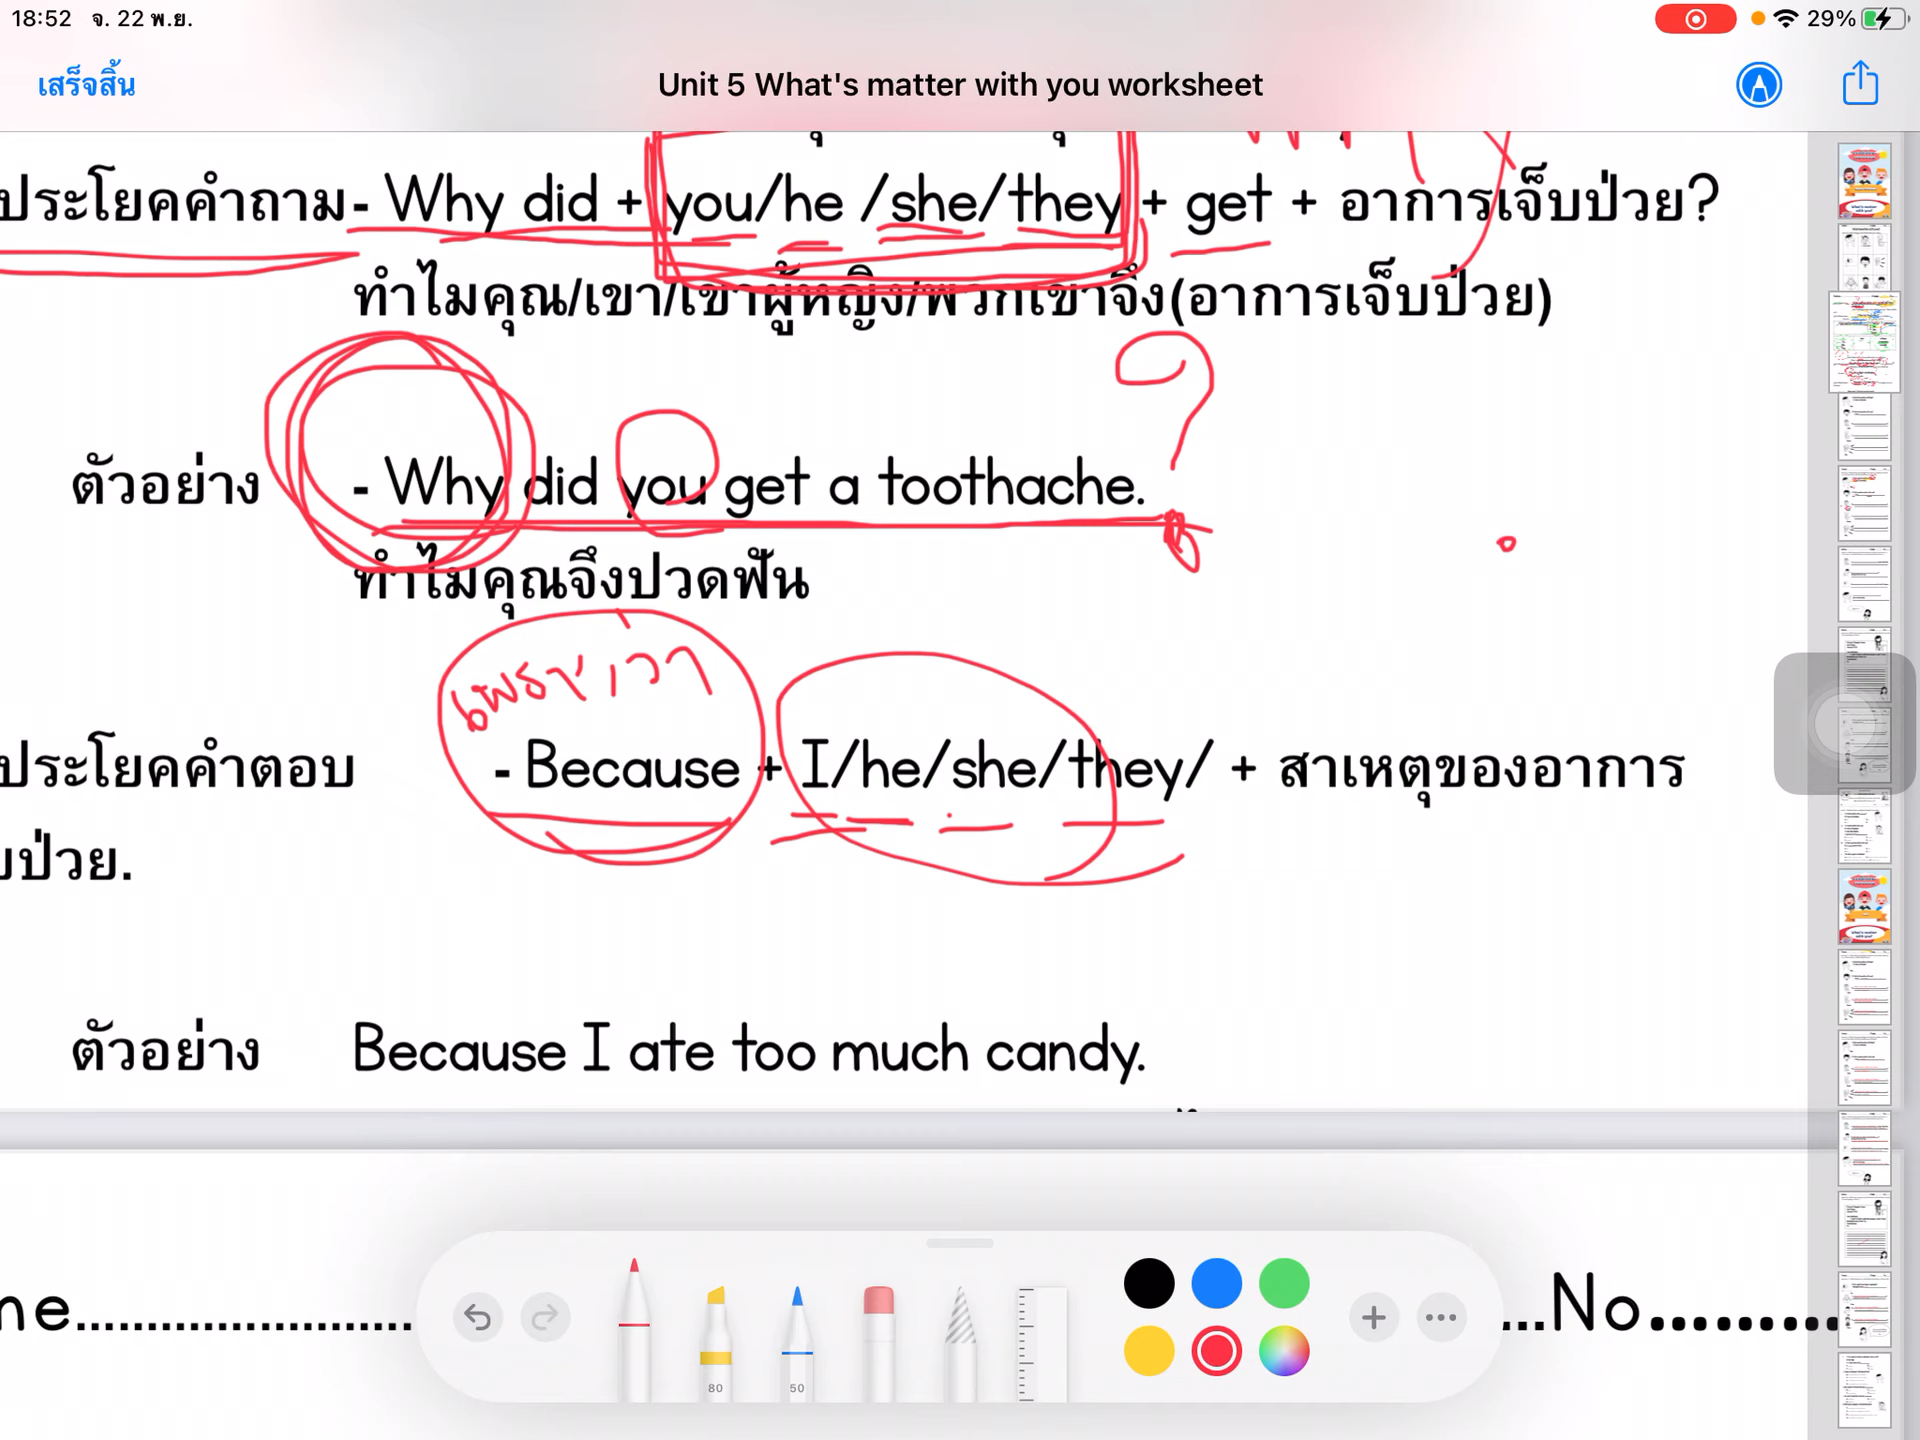 18:52 จ. 22 พ.ย.
29%
เสร็จสิ้น
Unit 5 What's matter with you worksheet
ประโยคคำถาม- Why did + you/he /she/they + get + อาการเจ็บป่วย?
ทำไมคุณ/เขา/เขาผู้หญิง/พวกเขาจึง(อาการเจ็บป่วย)
?
ตัวอย่าง - Why did you get a toothache.
ทำไมคุณจึงปวดฟัน
เพราะว่า
ประโยคคำตอบ - Because + I/he/she/they/ + สาเหตุของอาการ
บป่วย.
ตัวอย่าง Because I ate too much candy.
me........................ ...No.........
80
50